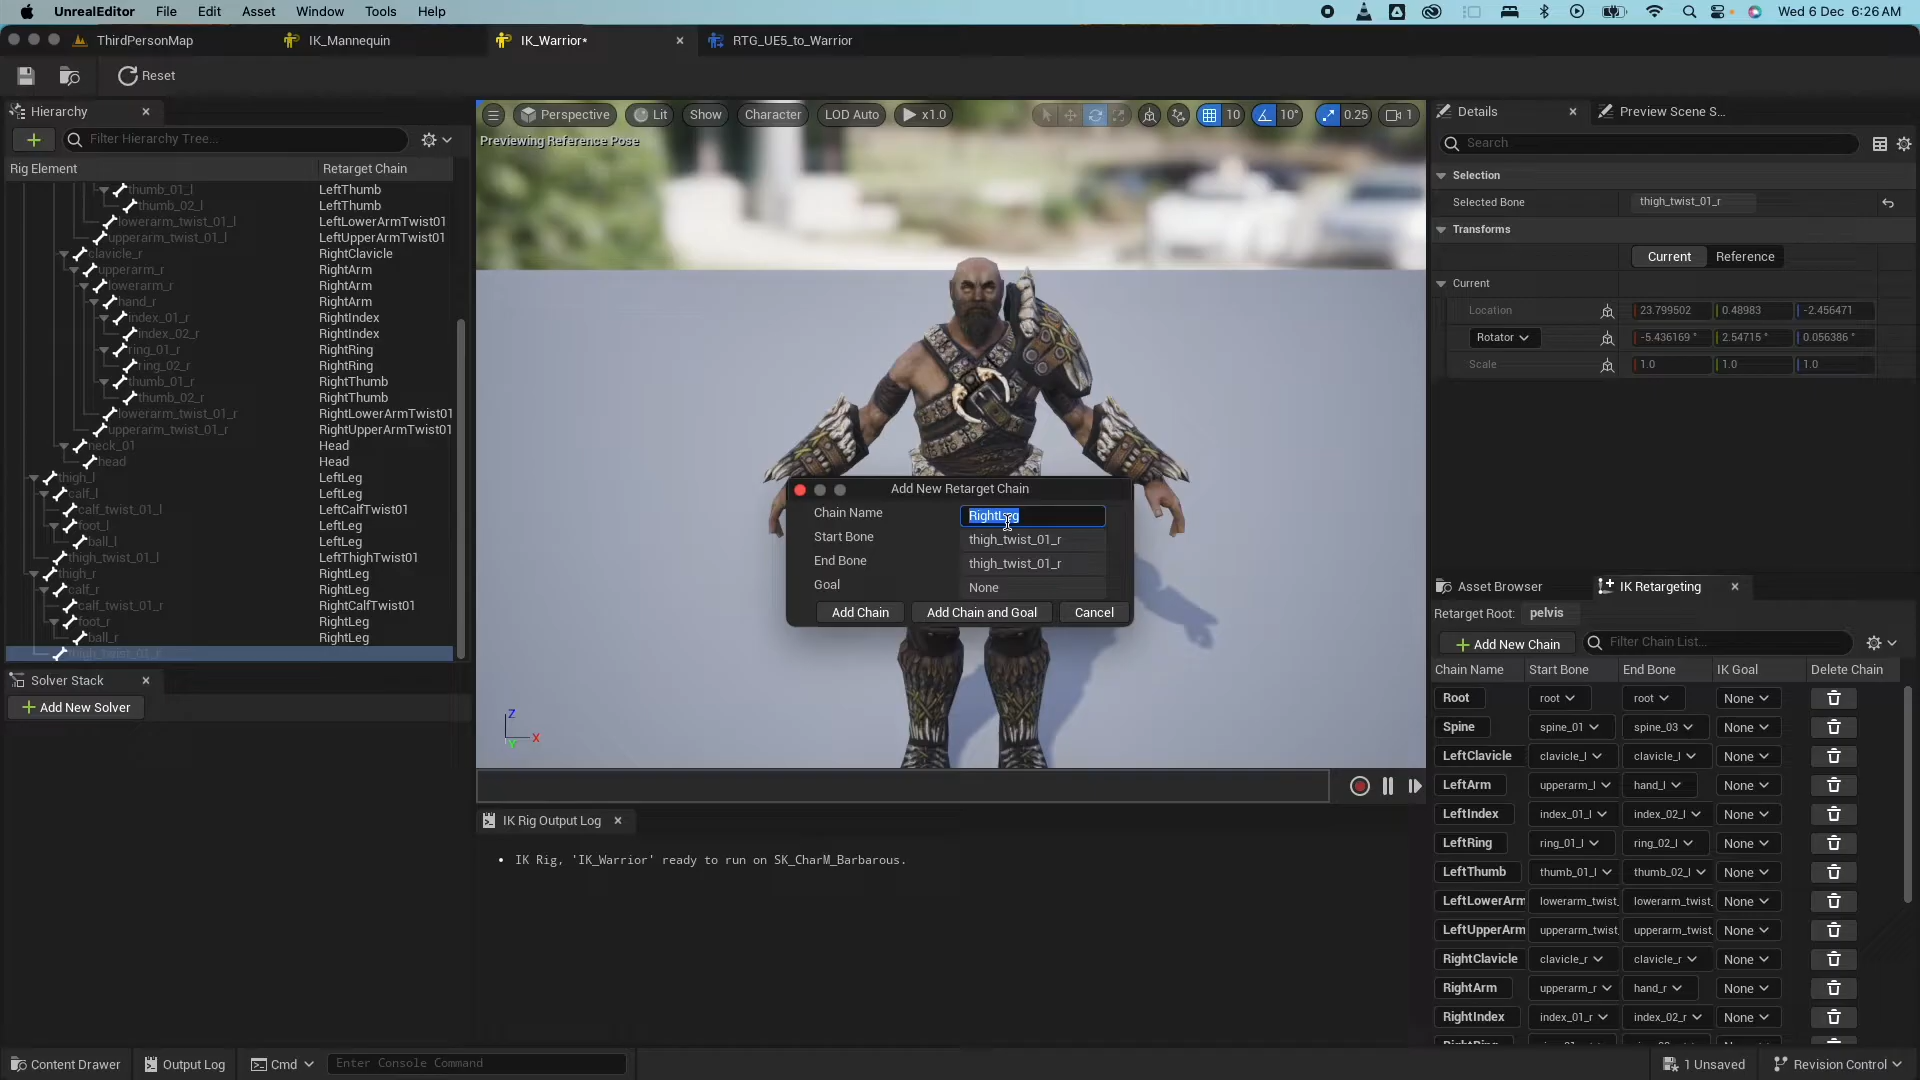 UnrealEditor File Edit Asset Window Tools Help Wed 6 Dec 6:26 AM
ThirdPersonMap IK_Mannequin IK_Warrior* RTG_UE5_to_Warrior
Reset
Hierarchy
Filter Hierarchy Tree...
Rig Element Retarget Chain
thumb_01_l LeftThumb
thumb_02_l LeftThumb
lowerarm_twist_01_l LeftLowerArmTwist01
upperarm_twist_01_l LeftUpperArmTwist01
clavicle_r RightClavicle
upperarm_r RightArm
lowerarm_r RightArm
hand_r RightArm
index_01_r RightIndex
index_02_r RightIndex
ring_01_r RightRing
ring_02_r RightRing
thumb_01_r RightThumb
thumb_02_r RightThumb
lowerarm_twist_01_r RightLowerArmTwist01
upperarm_twist_01_r RightUpperArmTwist01
neck_01 Head
head Head
thigh_l LeftLeg
calf_l LeftLeg
calf_twist_01_l LeftCalfTwist01
foot_l LeftLeg
ball_l LeftLeg
thigh_twist_01_l LeftThighTwist01
thigh_r RightLeg
calf_r RightLeg
calf_twist_01_r RightCalfTwist01
foot_r RightLeg
ball_r RightLeg
thigh_twist_01_r
Solver Stack
Add New Solver
Perspective Lit Show Character LOD Auto x1.0 10 10° 0.25 1
Previewing Reference Pose
Add New Retarget Chain
Chain Name RightLeg
Start Bone thigh_twist_01_r
End Bone thigh_twist_01_r
Goal None
Add Chain Add Chain and Goal Cancel
Z
X
Y
IK Rig Output Log
• IK Rig, 'IK_Warrior' ready to run on SK_CharM_Barbarous.
Details Preview Scene S...
Search
Selection
Selected Bone thigh_twist_01_r
Transforms
Current Reference
Current
Location 23.799502 0.48983 -2.456471
Rotator -5.436169 ° 2.54715 ° 0.056386 °
Scale 1.0 1.0 1.0
Asset Browser IK Retargeting
Retarget Root: pelvis
Add New Chain Filter Chain List...
Chain Name Start Bone End Bone IK Goal Delete Chain
Root root root None
Spine spine_01 spine_03 None
LeftClavicle clavicle_l clavicle_l None
LeftArm upperarm_l hand_l None
LeftIndex index_01_l index_02_l None
LeftRing ring_01_l ring_02_l None
LeftThumb thumb_01_l thumb_02_l None
LeftLowerArm lowerarm_twist_ lowerarm_twist_ None
LeftUpperArm upperarm_twist_ upperarm_twist_ None
RightClavicle clavicle_r clavicle_r None
RightArm upperarm_r hand_r None
RightIndex index_01_r index_02_r None
Content Drawer Output Log Cmd Enter Console Command 1 Unsaved Revision Control